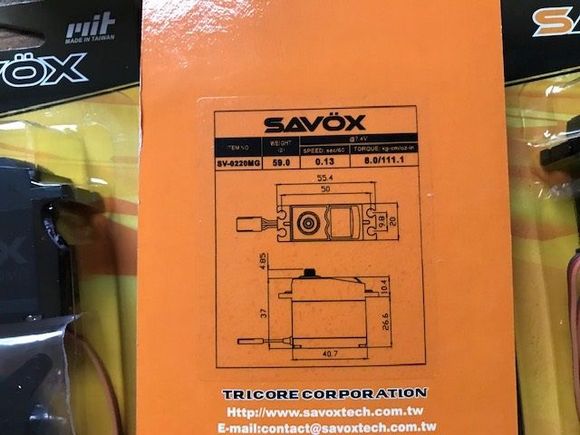 mit
MADE IN TAIWAN
VÖX
SA
SAVÖX
ITEM NO.
WEIGHT
(g)
@7.4V
SPEED: sec/60°
TORQUE: kg-cm/oz-in
SV-0220MG
59.0
0.13
8.0/111.1
55.4
50
9.8
20
4.85
10.4
37
26.6
40.7
TRICORE CORPORATION
Http://www.savoxtech.com.tw
E-mail:contact@savoxtech.com.tw